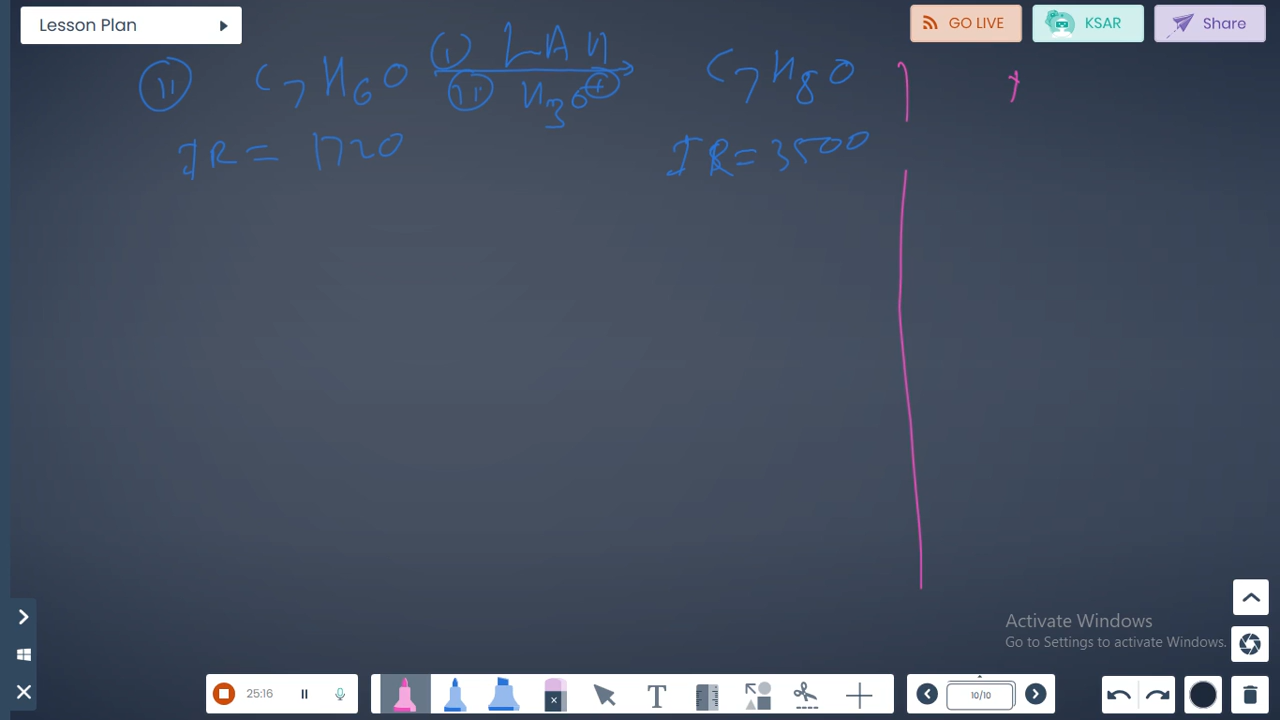 Lesson Plan
GO LIVE
KSAR
Share
(ii) C7H6O (i) LAH (ii) H3O⊕ → C7H8O
IR = 1720 IR = 3500
Activate Windows
Go to Settings to activate Windows.
25:16
T
10/10